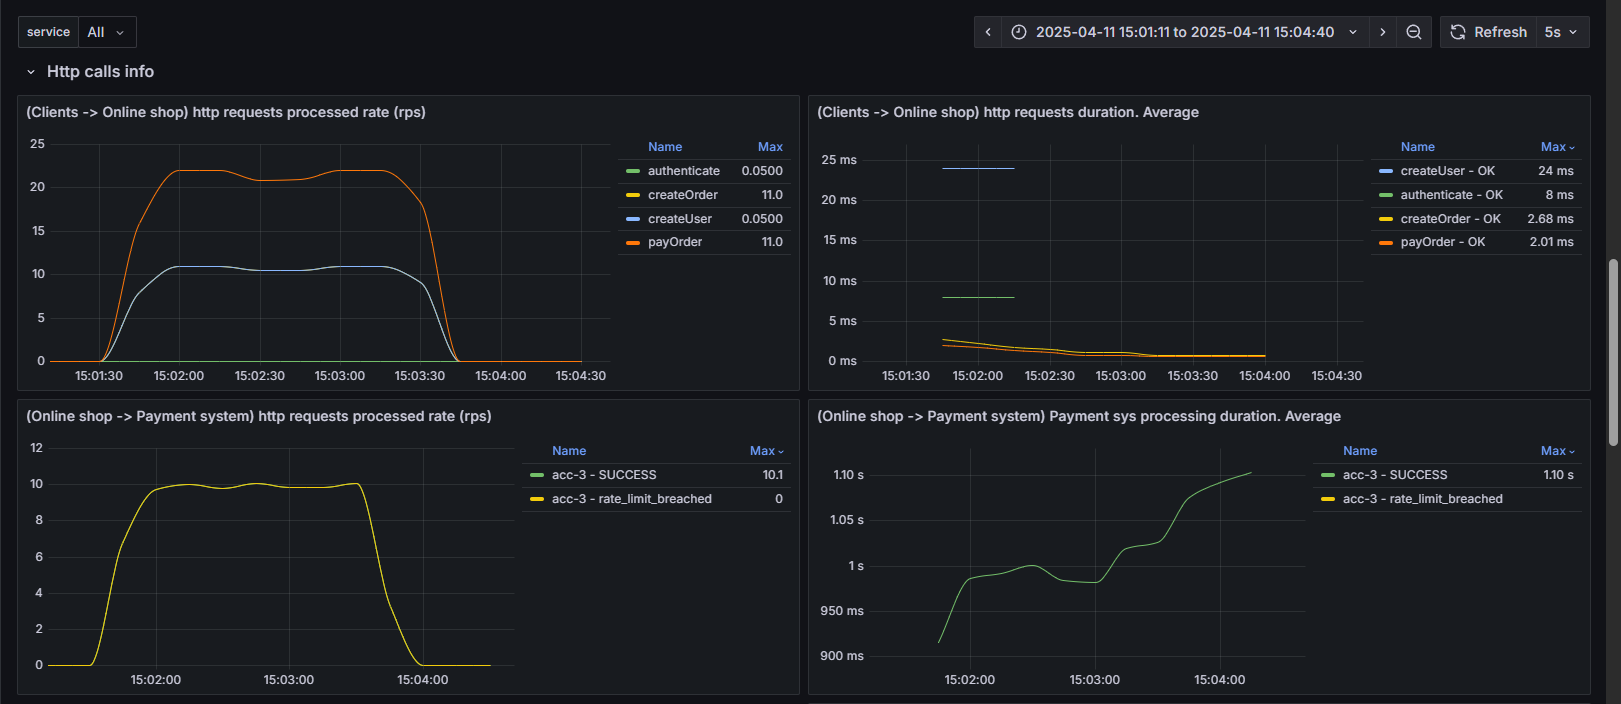 service All 2025-04-11 15:01:11 to 2025-04-11 15:04:40 Refresh 5s
Http calls info
(Clients -> Online shop) http requests processed rate (rps)
25
20
15
10
5
0
15:01:30 15:02:00 15:02:30 15:03:00 15:03:30 15:04:00 15:04:30
Name Max
authenticate 0.0500
createOrder 11.0
createUser 0.0500
payOrder 11.0
(Clients -> Online shop) http requests duration. Average
25 ms
20 ms
15 ms
10 ms
5 ms
0 ms
15:01:30 15:02:00 15:02:30 15:03:00 15:03:30 15:04:00 15:04:30
Name Max
createUser - OK 24 ms
authenticate - OK 8 ms
createOrder - OK 2.68 ms
payOrder - OK 2.01 ms
(Online shop -> Payment system) http requests processed rate (rps)
12
10
8
6
4
2
0
15:02:00 15:03:00 15:04:00
Name Max
acc-3 - SUCCESS 10.1
acc-3 - rate_limit_breached 0
(Online shop -> Payment system) Payment sys processing duration. Average
1.10 s
1.05 s
1 s
950 ms
900 ms
15:02:00 15:03:00 15:04:00
Name Max
acc-3 - SUCCESS 1.10 s
acc-3 - rate_limit_breached